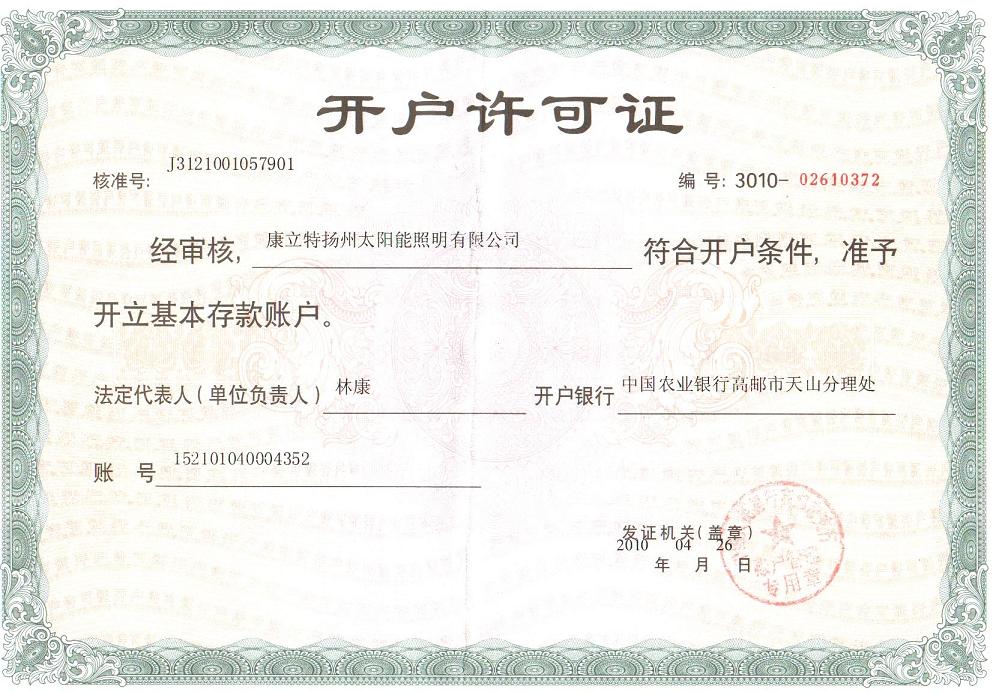 开户许可证
核准号: J3121001057901
编 号: 3010- 02610372
经审核, 康立特扬州太阳能照明有限公司 符合开户条件, 准予
开立基本存款账户。
法定代表人(单位负责人) 林康 开户银行 中国农业银行高邮市天山分理处
账 号 152101040004352
发证机关(盖章)
2010 04 26
年 月 日
专用章